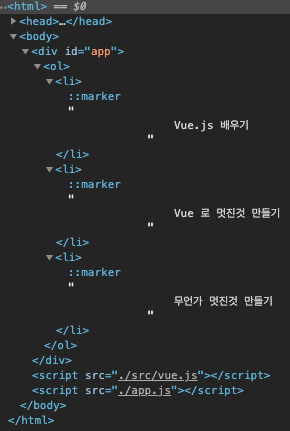 <html> == $0
<head>…</head>
<body>
<div id="app">
<ol>
<li>
::marker
"
Vue.js 배우기
"
</li>
<li>
::marker
"
Vue 로 멋진것 만들기
"
</li>
<li>
::marker
"
무언가 멋진것 만들기
"
</li>
</ol>
</div>
<script src="./src/vue.js"></script>
<script src="./app.js"></script>
</body>
</html>